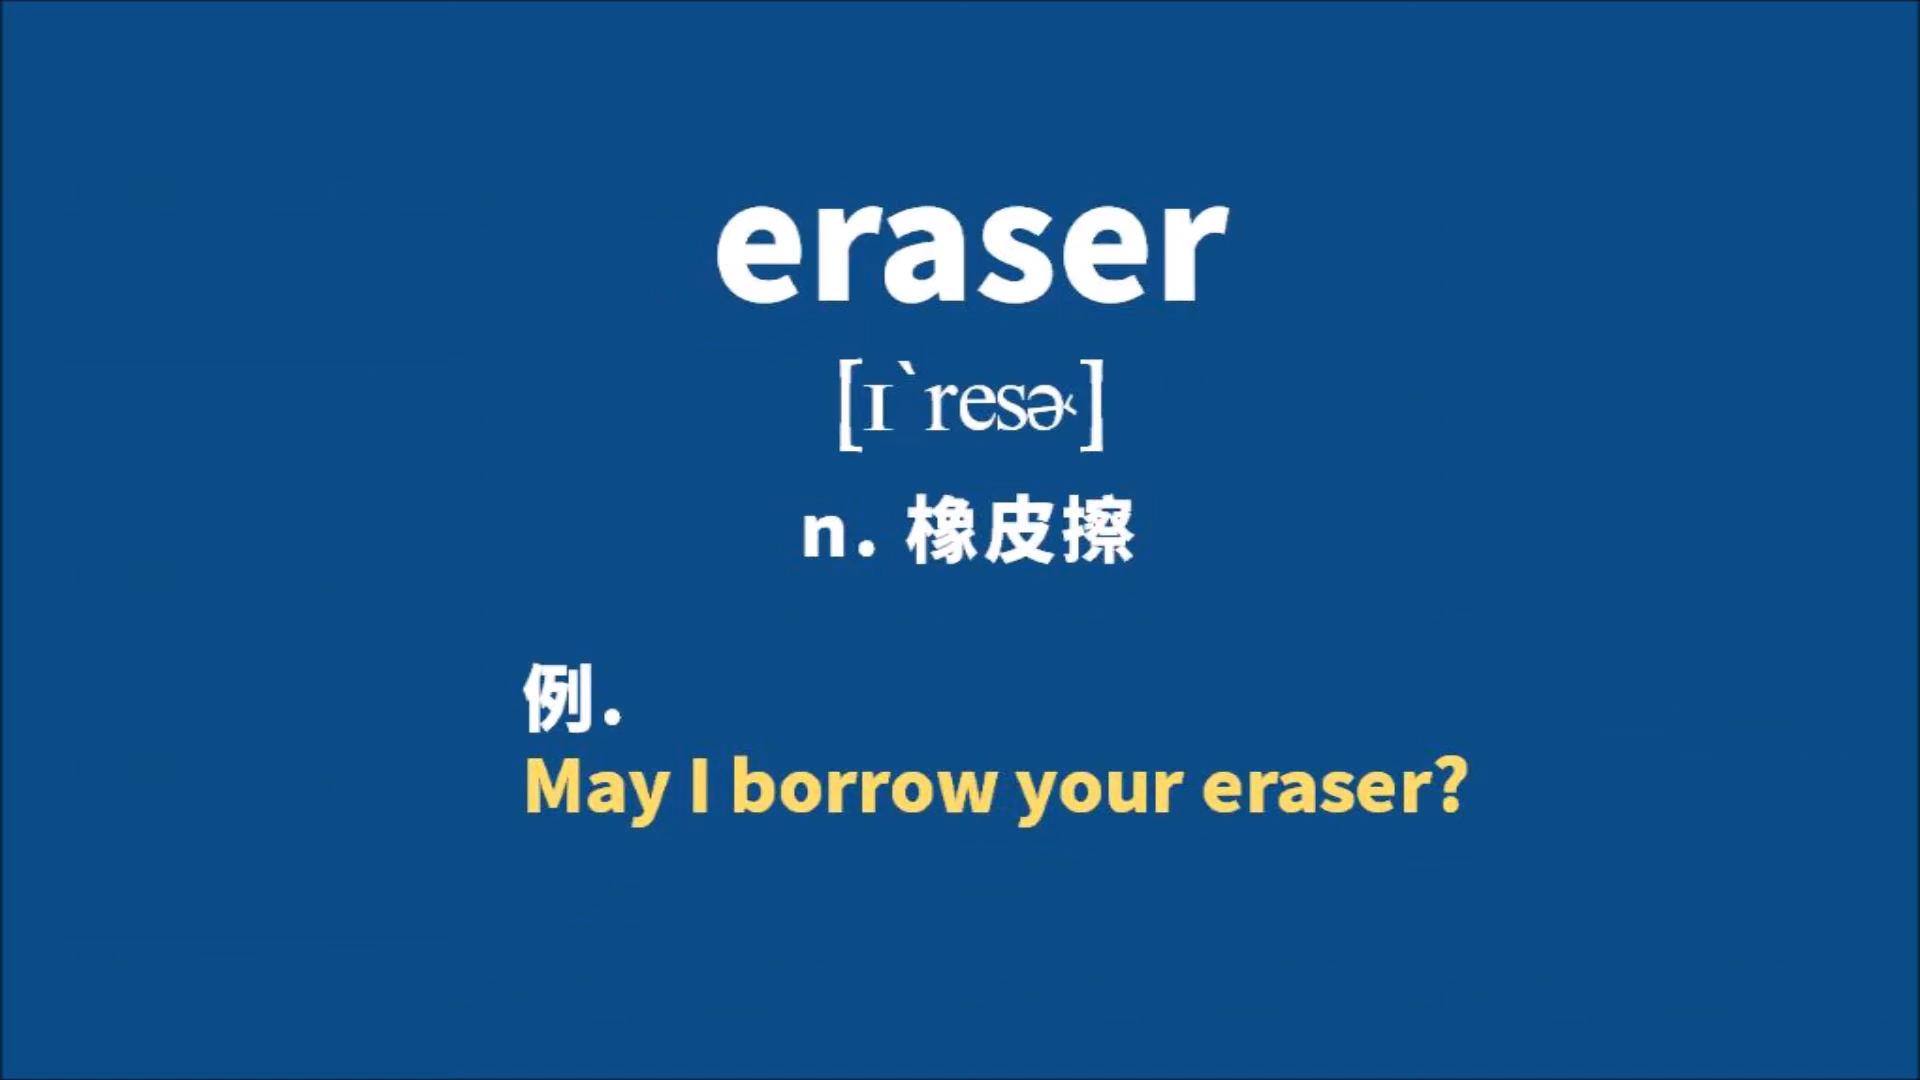 eraser
[ɪˋresɚ]
n. 橡皮擦
例.
May I borrow your eraser?